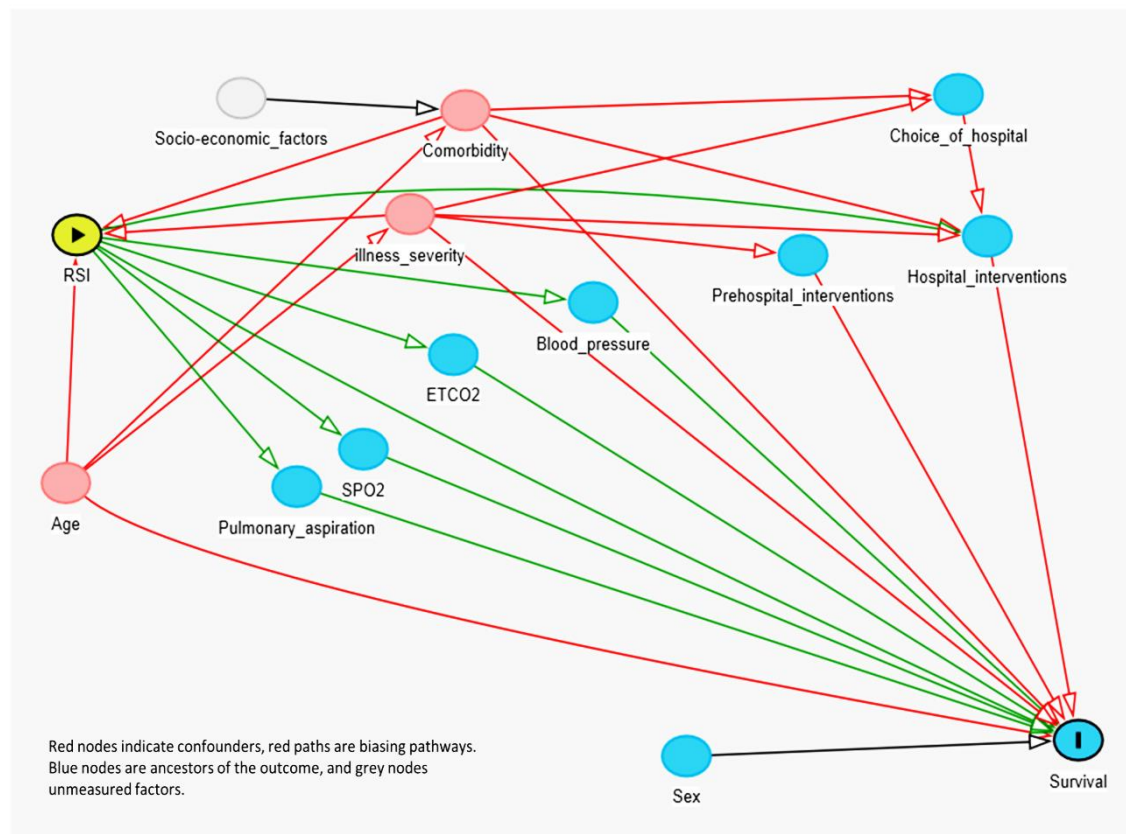 Socio-economic_factors
Comorbidity
Choice_of_hospital
RSI
illness_severity
Prehospital_interventions
Hospital_interventions
Blood_pressure
ETCO2
SPO2
Age
Pulmonary_aspiration
Red nodes indicate confounders, red paths are biasing pathways.
Blue nodes are ancestors of the outcome, and grey nodes
unmeasured factors.
Sex
Survival